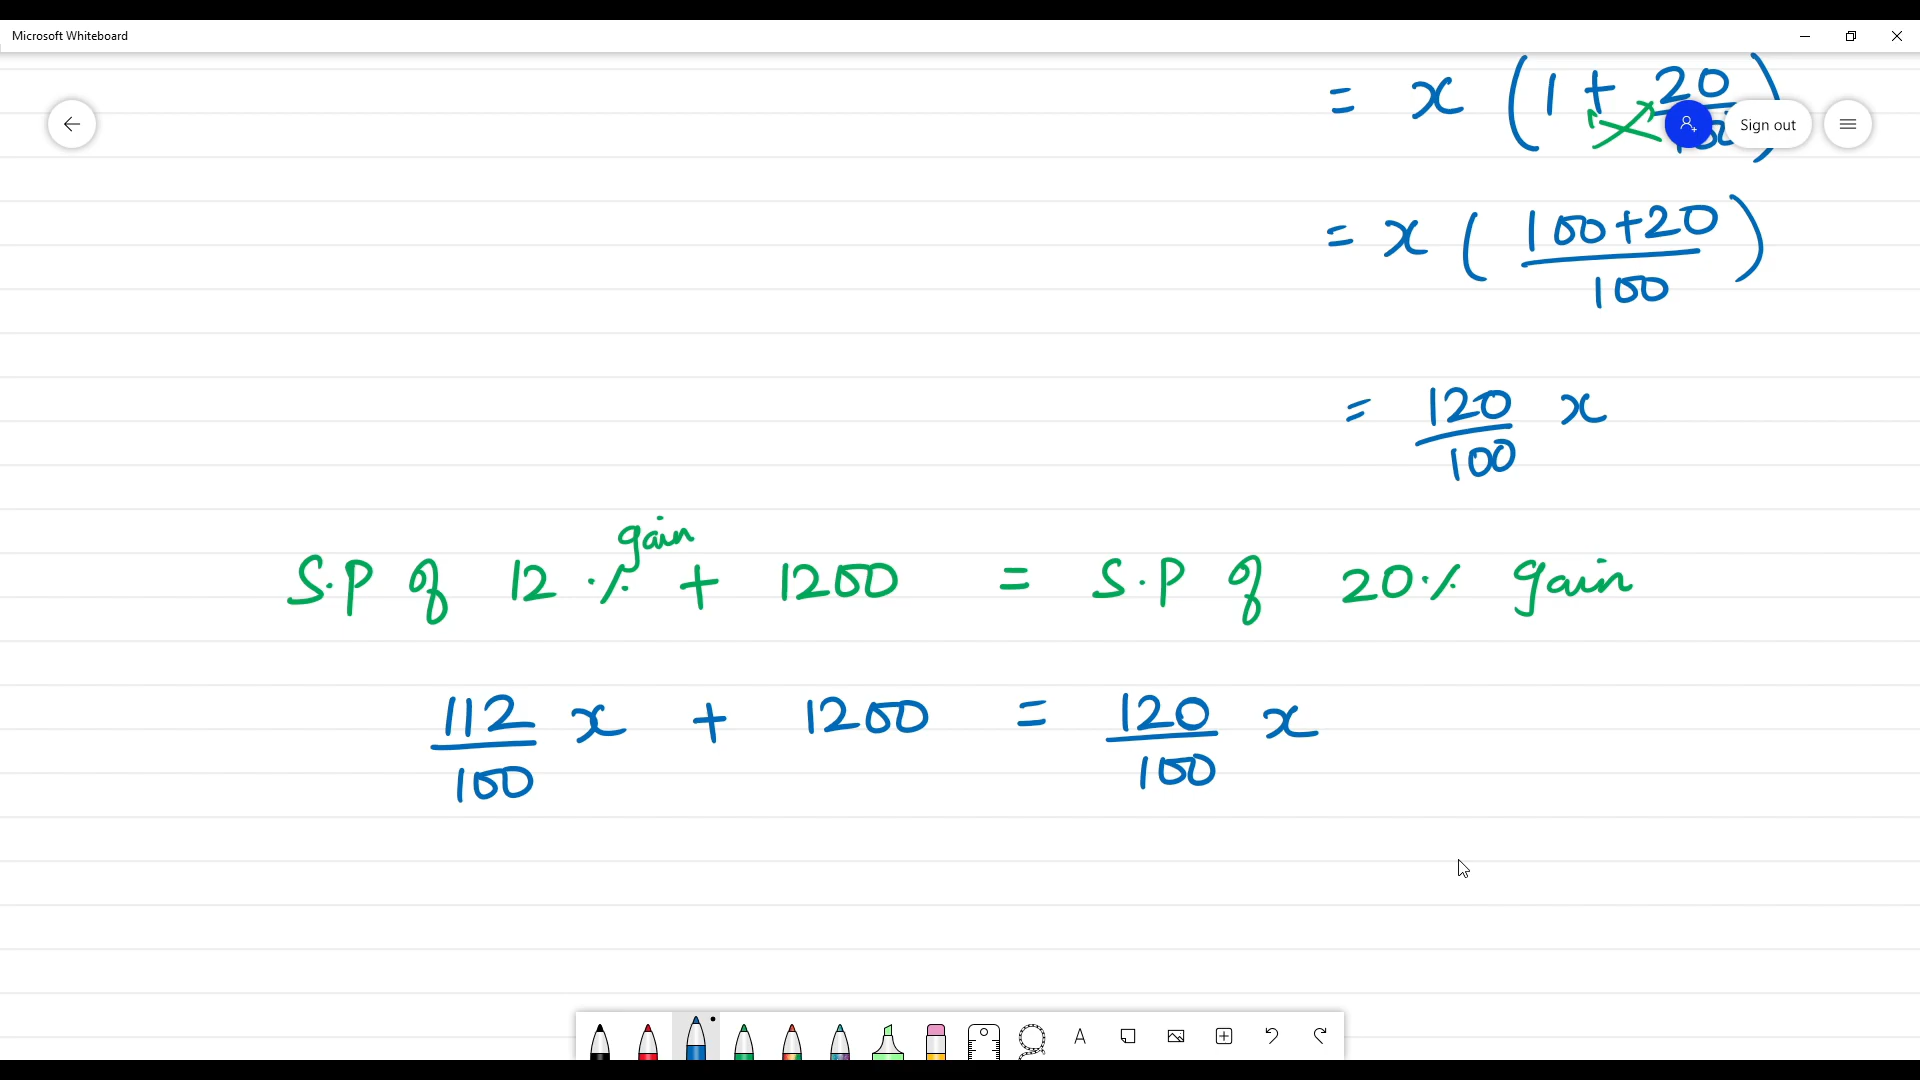 Microsoft Whiteboard
= x (1 + 20
Sign out
= x ( 100+20 / 100 )
= 120/100 x
S.P of 12 % gain + 1200 = S.P of 20% gain
112/100 x + 1200 = 120/100 x
A